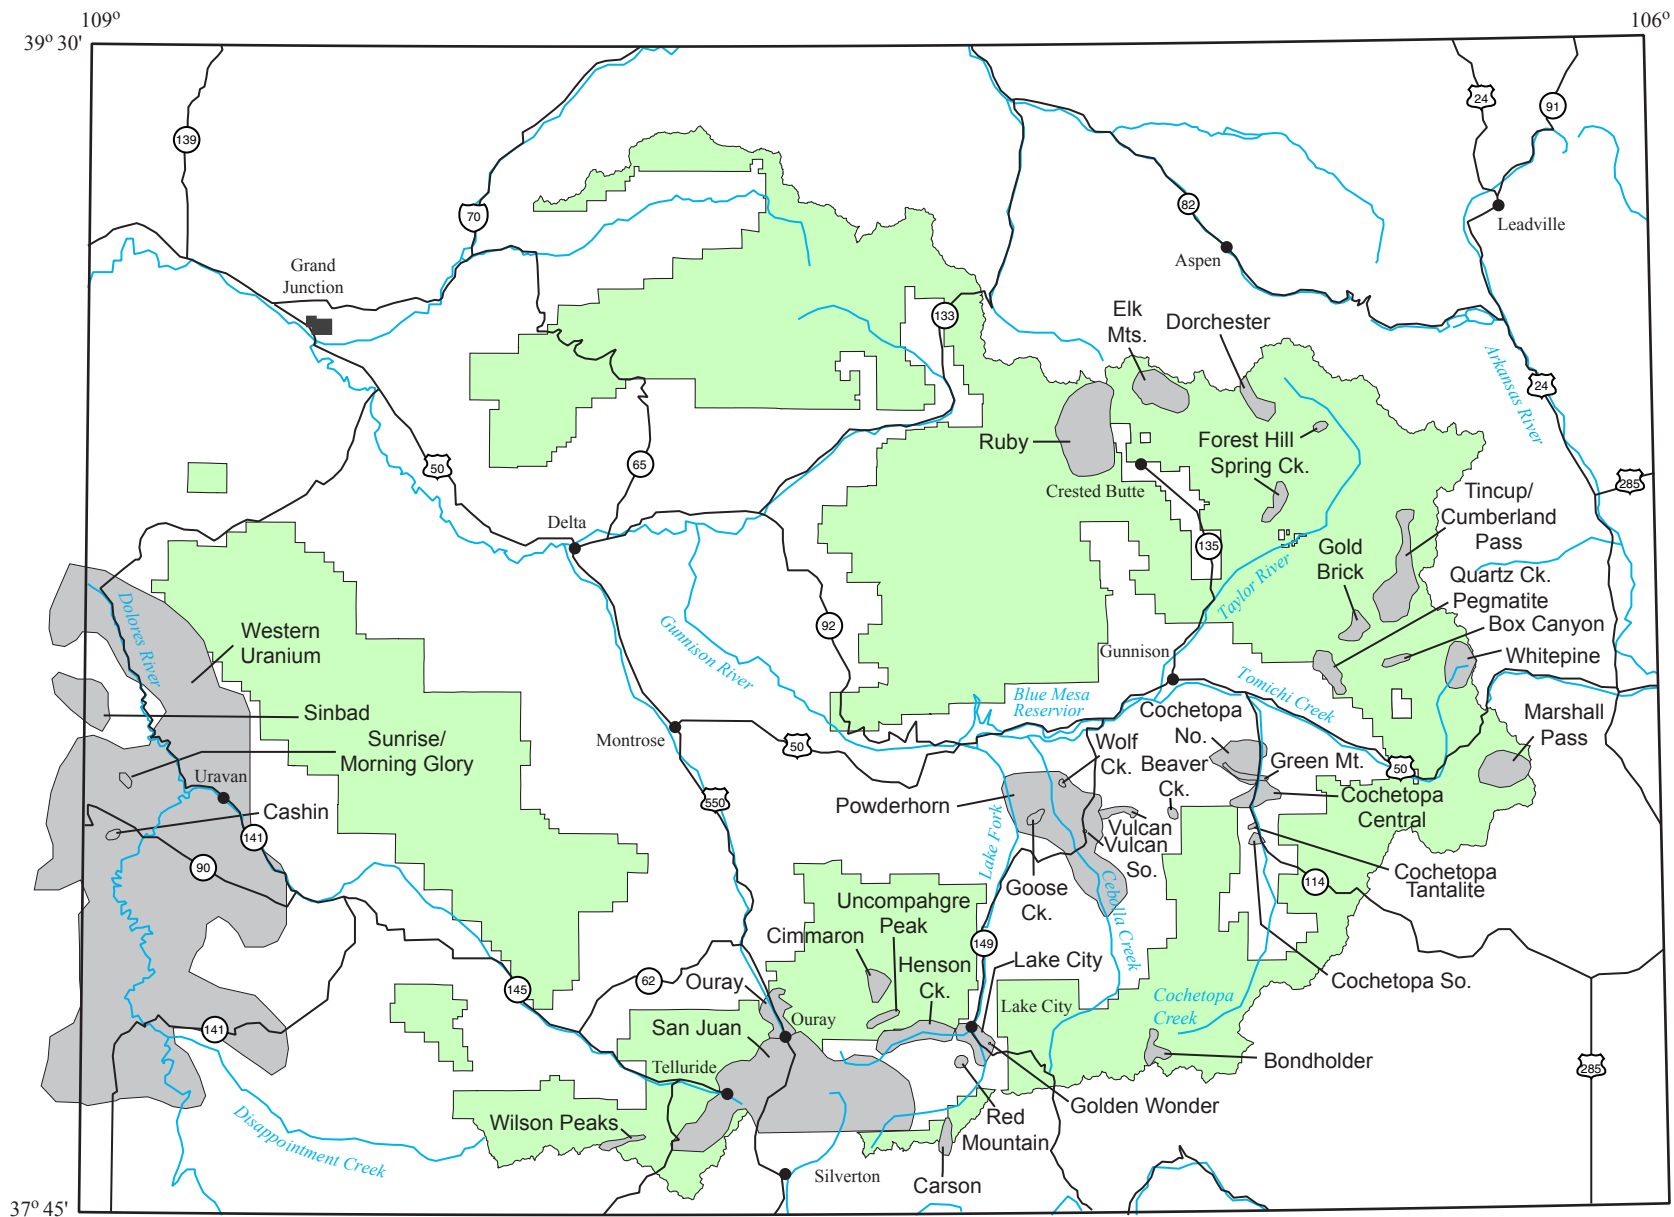 109o
106o
39o 30'
24
91
139
82
70
Leadville
Aspen
Grand
Junction
133
Elk
Mts.
Dorchester
Arkansas River
24
Ruby
Forest Hill
Spring Ck.
50
65
Crested Butte
285
Tincup/
Cumberland
Pass
Delta
135
Gold
Brick
Quartz Ck.
Pegmatite
Taylor River
Dolores River
Western
Uranium
92
Gunnison River
Box Canyon
Gunnison
Whitepine
Tomichi Creek
Blue Mesa
Reservior
Sinbad
Cochetopa
No.
Marshall
Pass
Sunrise/
Morning Glory
Montrose
50
Wolf
Ck.
Beaver
Ck.
Green Mt.
50
Uravan
550
Powderhorn
Cochetopa
Central
Cashin
141
Lake Fork
Vulcan
Vulcan
So.
90
Goose
Ck.
Cebolla Creek
114
Cochetopa
Tantalite
Uncompahgre
Peak
Cimmaron
149
Henson
Ck.
Lake City
Cochetopa So.
62
Ouray
145
Lake City
Cochetopa
Creek
141
San Juan
Ouray
Telluride
Bondholder
285
Golden Wonder
Wilson Peaks
Red
Mountain
Disappointment Creek
Silverton
Carson
37o 45'